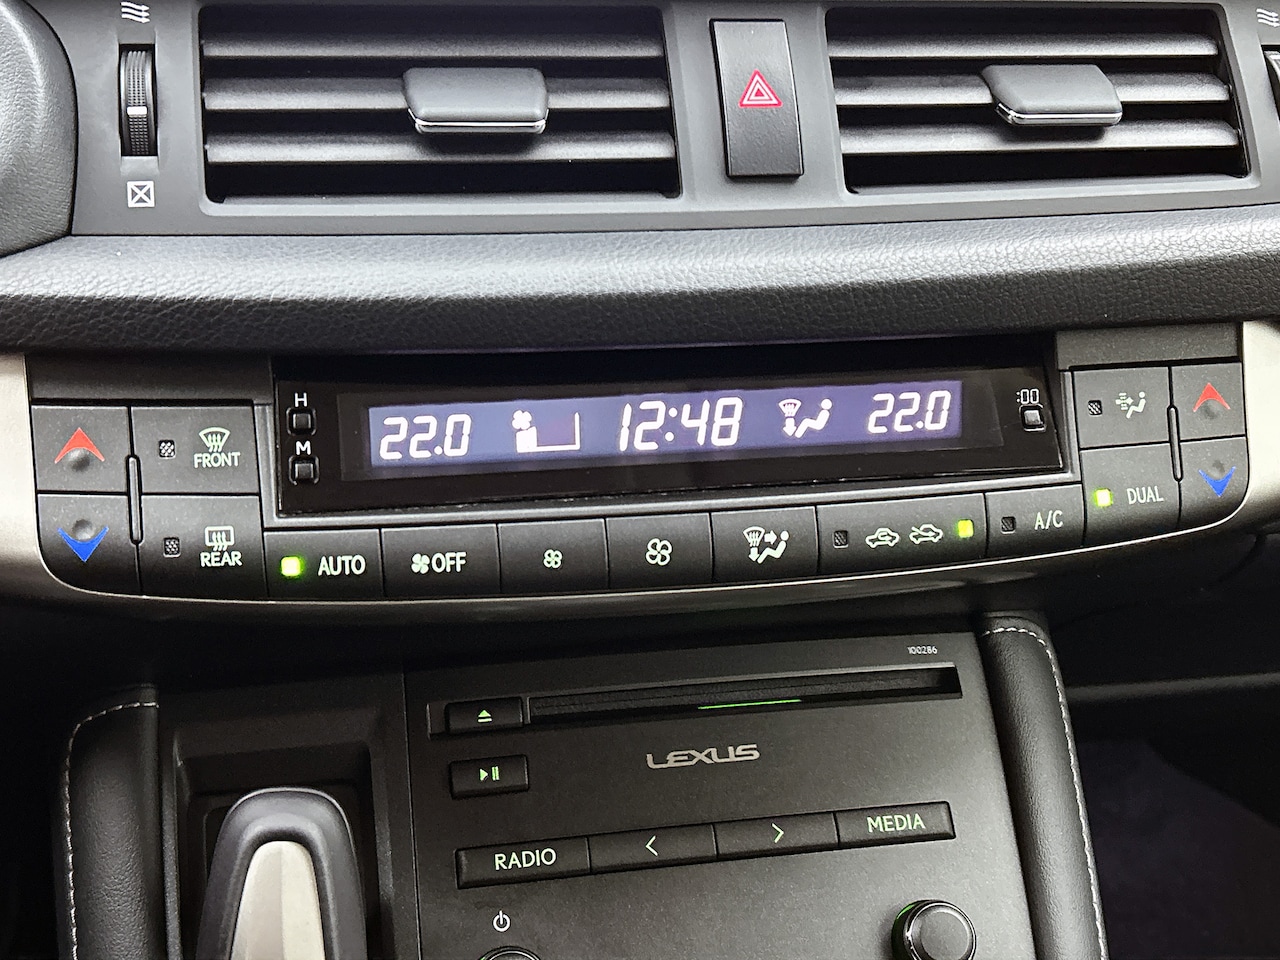 H
M
22.0 12:48 22.0
:00
FRONT
REAR
AUTO
OFF
A/C
DUAL
100286
LEXUS
RADIO < > MEDIA